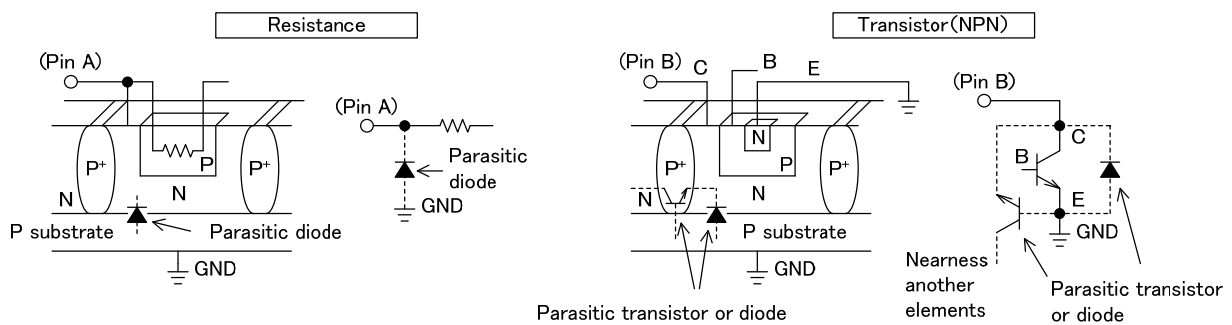 Resistance
(Pin A)
P+
P
P+
N
N
P substrate
Parasitic diode
GND
(Pin A)
Parasitic
diode
GND
Transistor(NPN)
(Pin B)
C
B
E
N
P+
P
P+
N
N
P substrate
GND
Parasitic transistor or diode
(Pin B)
C
B
E
GND
Nearness
another
elements
Parasitic transistor
or diode